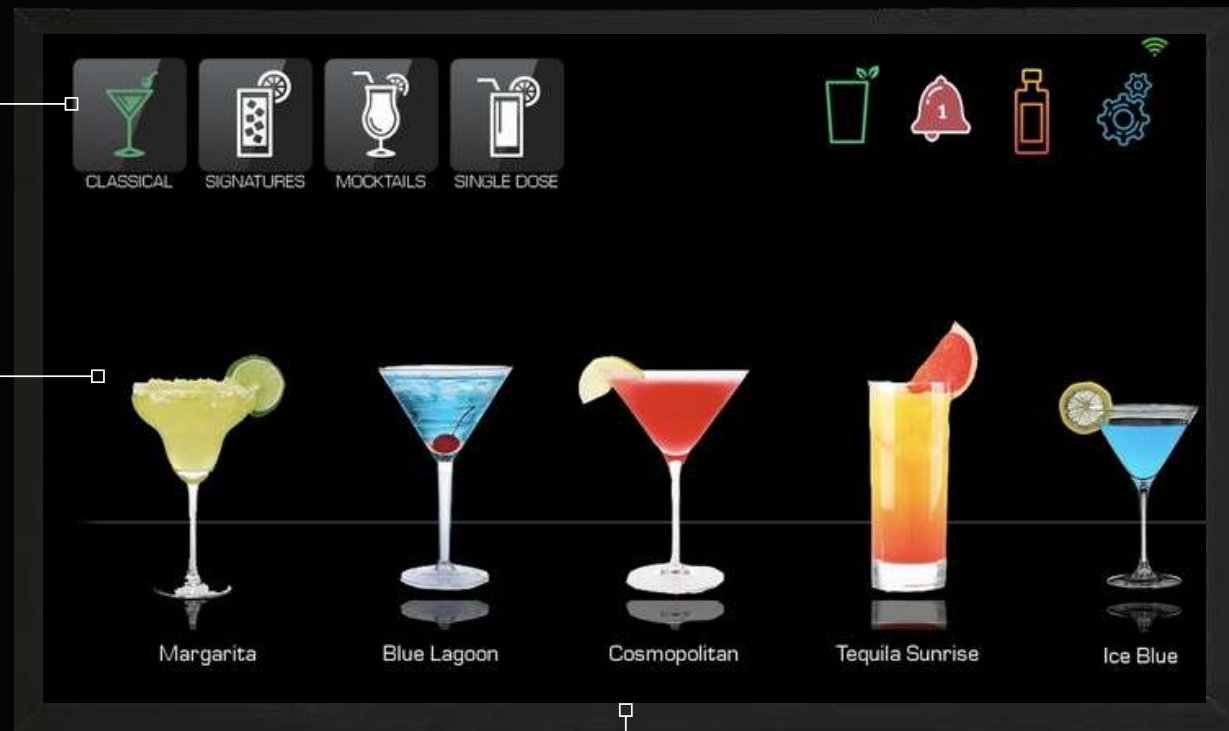 CLASSICAL SIGNATURES MOCKTAILS SINGLE DOSE
1
Margarita Blue Lagoon Cosmopolitan Tequila Sunrise Ice Blue